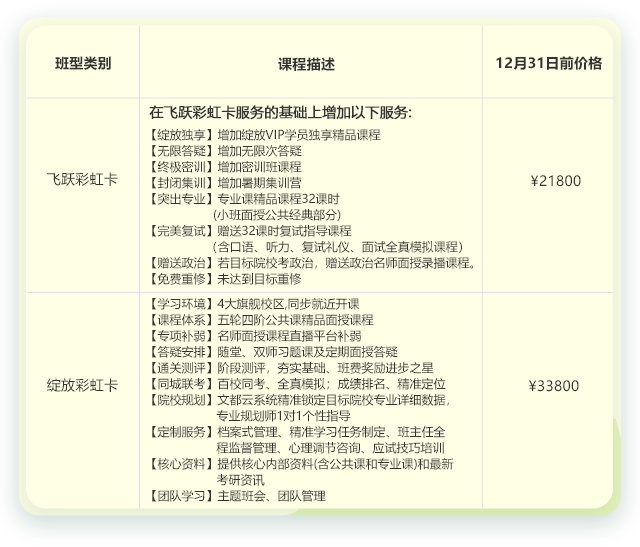 班型类别
课程描述
12月31日前价格
飞跃彩虹卡
在飞跃彩虹卡服务的基础上增加以下服务:
【绽放独享】增加绽放VIP学员独享精品课程
【无限答疑】增加无限次答疑
【终极密训】增加密训班课程
【封闭集训】增加暑期集训营
【突出专业】专业课精品课程32课时
(小班面授公共经典部分)
【完美复试】赠送32课时复试指导课程
(含口语、听力、复试礼仪、面试全真模拟课程)
【赠送政治】若目标院校考政治，赠送政治名师面授录播课程。
【免费重修】未达到目标重修
¥21800
绽放彩虹卡
【学习环境】4大旗舰校区,同步就近开课
【课程体系】五轮四阶公共课精品面授课程
【专项补弱】名师面授课程直播平台补弱
【答疑安排】随堂、双师习题课及定期面授答疑
【通关测评】阶段测评，夯实基础、班费奖励进步之星
【同城联考】百校同考、全真模拟；成绩排名、精准定位
【院校规划】文都云系统精准锁定目标院校专业详细数据，
专业规划师1对1个性指导
【定制服务】档案式管理、精准学习任务制定、班主任全
程监督管理、心理调节咨询、应试技巧培训
【核心资料】提供核心内部资料(含公共课和专业课)和最新
考研资讯
【团队学习】主题班会、团队管理
¥33800